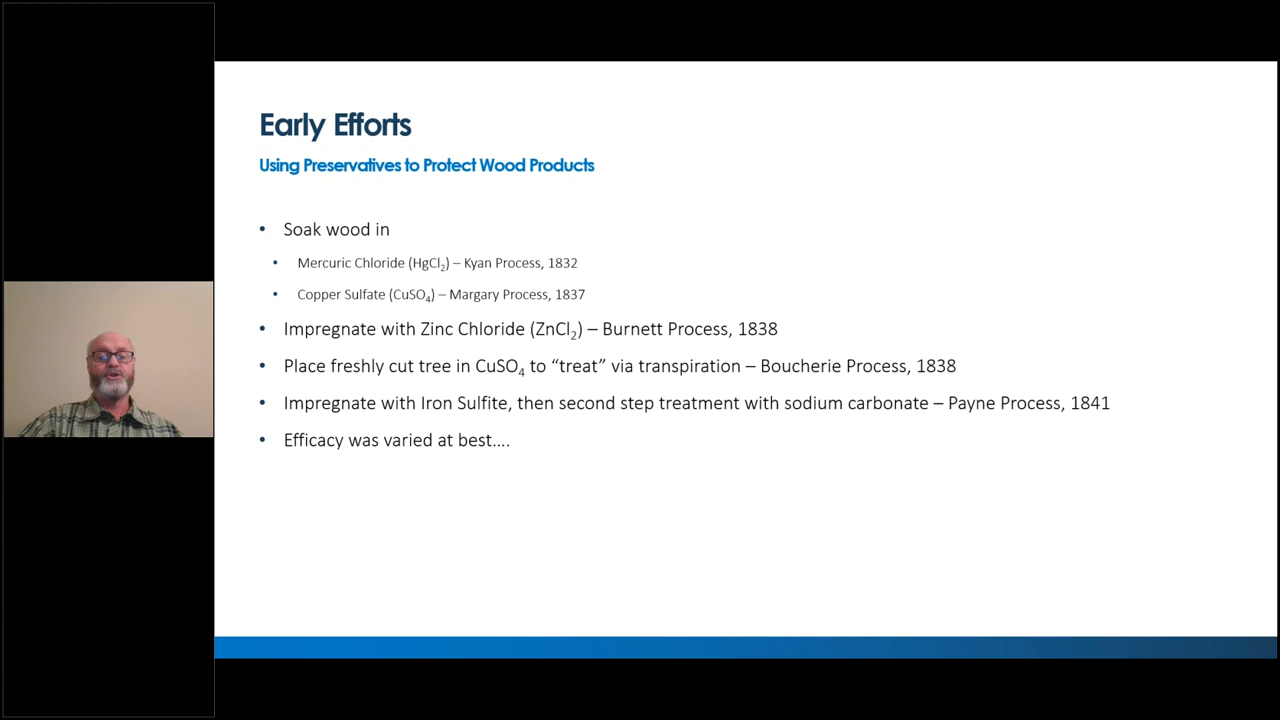 Early Efforts
Using Preservatives to Protect Wood Products
• Soak wood in
• Mercuric Chloride (HgCl₂) – Kyan Process, 1832
• Copper Sulfate (CuSO₄) – Margary Process, 1837
• Impregnate with Zinc Chloride (ZnCl₂) – Burnett Process, 1838
• Place freshly cut tree in CuSO₄ to “treat” via transpiration – Boucherie Process, 1838
• Impregnate with Iron Sulfite, then second step treatment with sodium carbonate – Payne Process, 1841
• Efficacy was varied at best....